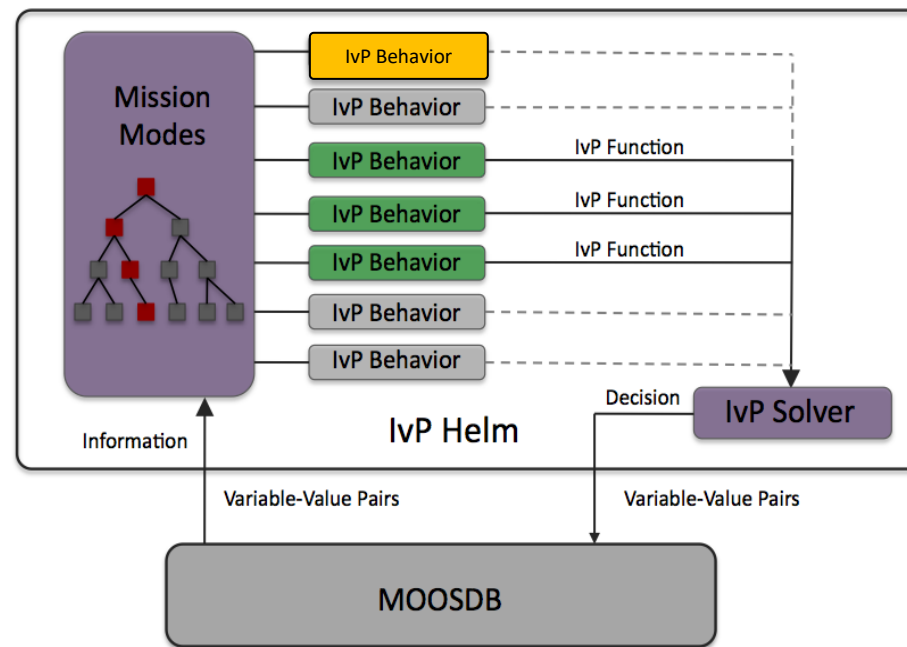 Mission
Modes
IvP Behavior
IvP Behavior
IvP Behavior
IvP Function
IvP Behavior
IvP Function
IvP Behavior
IvP Function
IvP Behavior
IvP Behavior
Decision
IvP Solver
IvP Helm
Information
Variable-Value Pairs
Variable-Value Pairs
MOOSDB